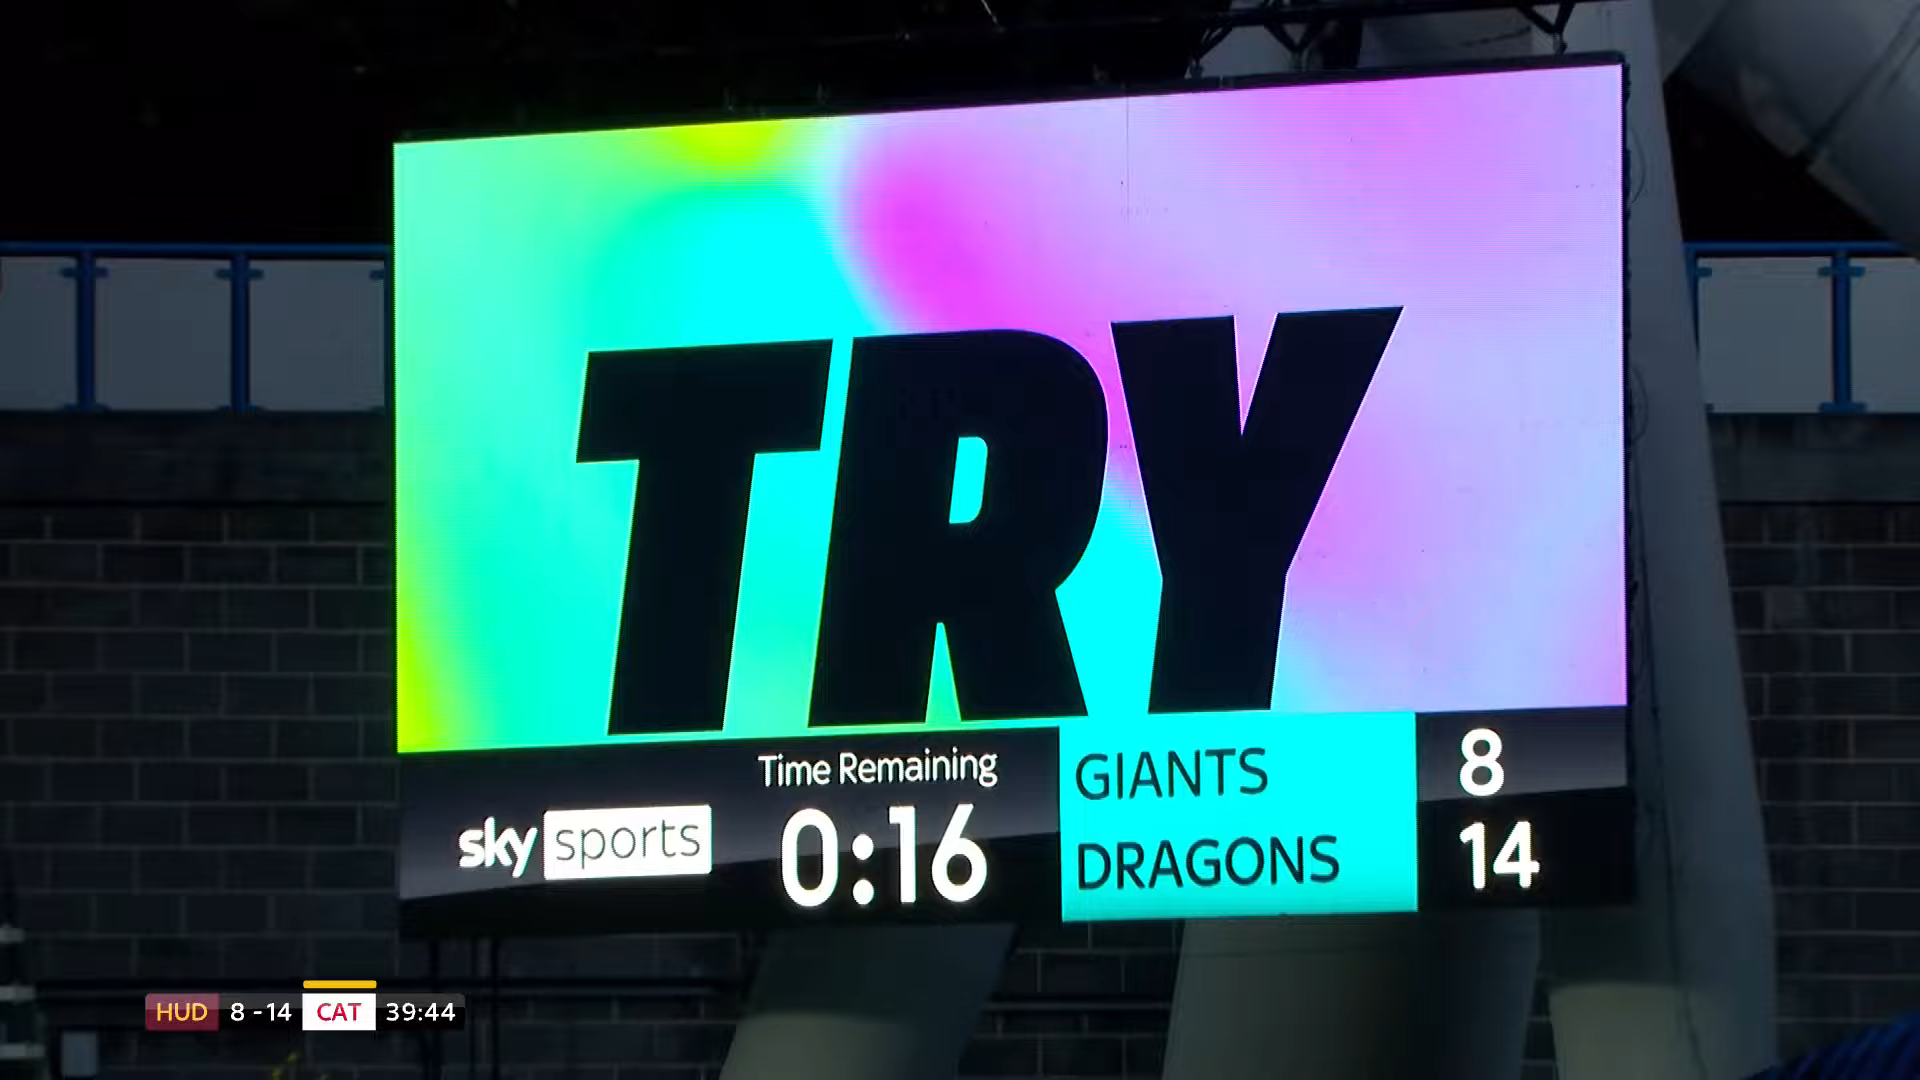 TRY
Time Remaining
sky sports
0:16
GIANTS 8
DRAGONS 14
HUD 8-14 CAT 39:44